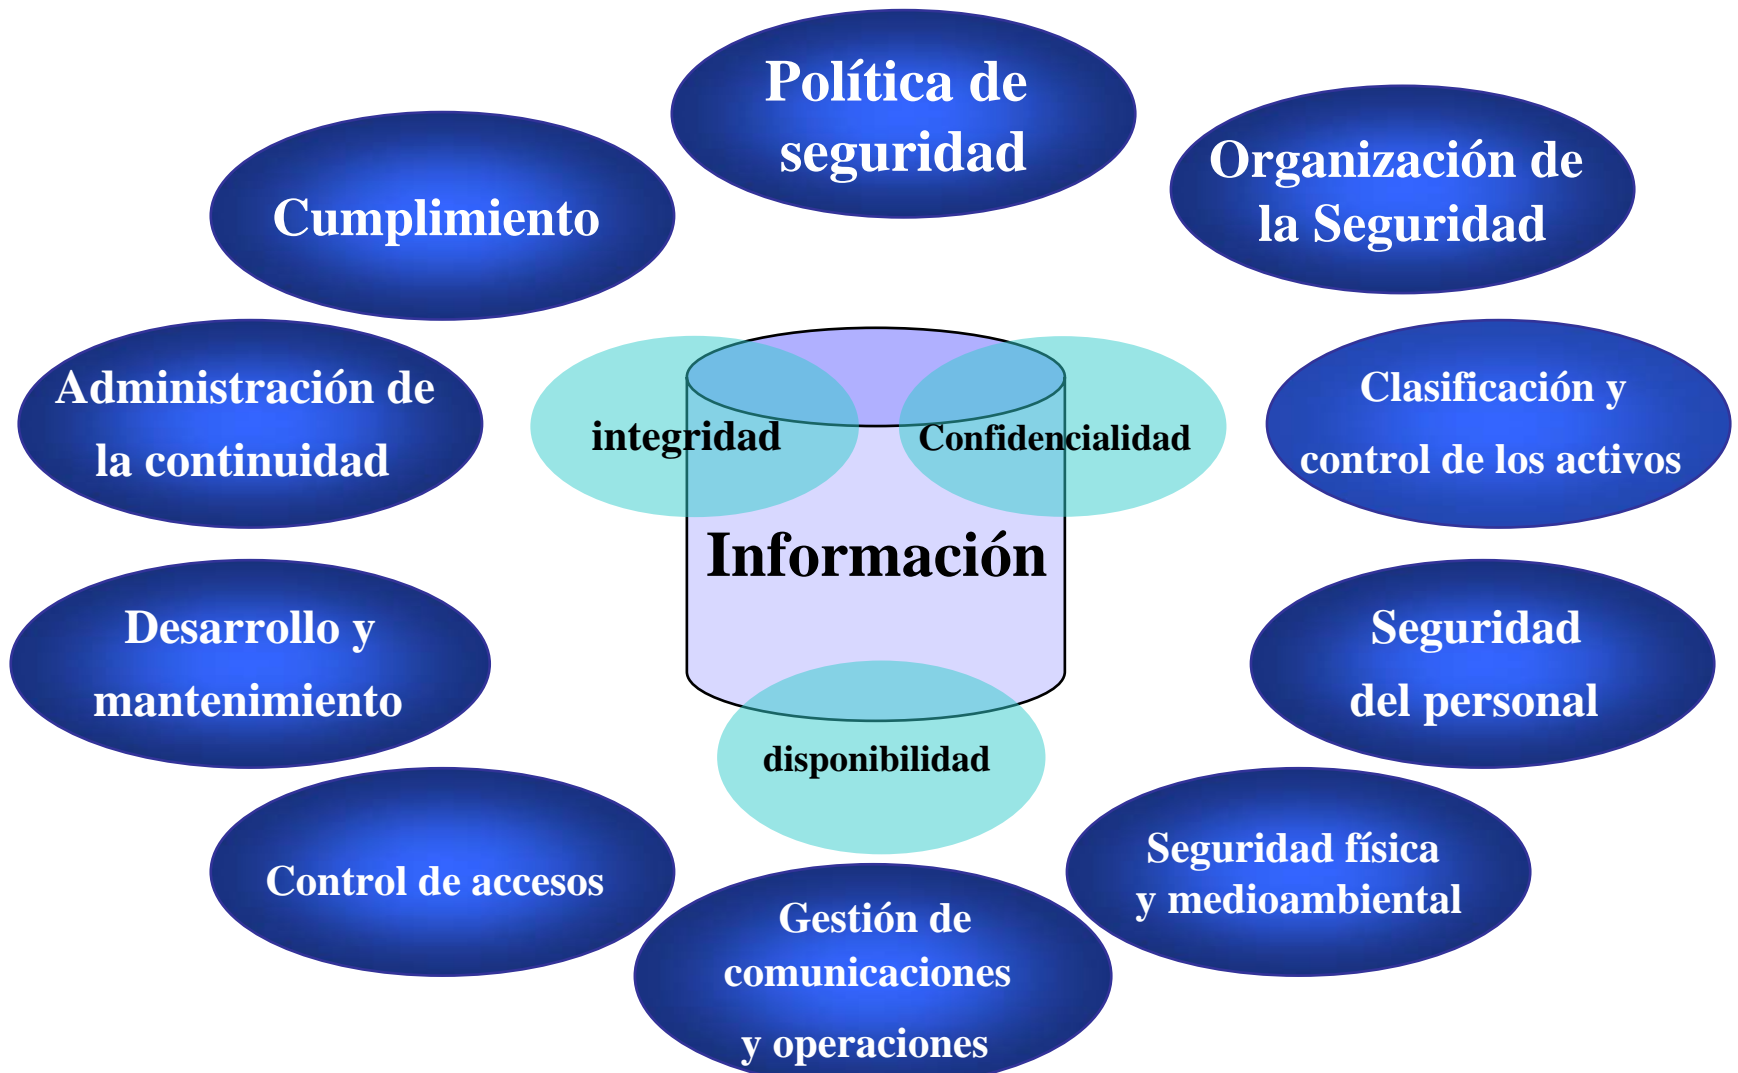 Política de
seguridad
Organización de
la Seguridad
Cumplimiento
Administración de
la continuidad
integridad
Confidencialidad
Clasificación y
control de los activos
Información
Desarrollo y
mantenimiento
Seguridad
del personal
disponibilidad
Control de accesos
Seguridad física
y medioambiental
Gestión de
comunicaciones
y operaciones